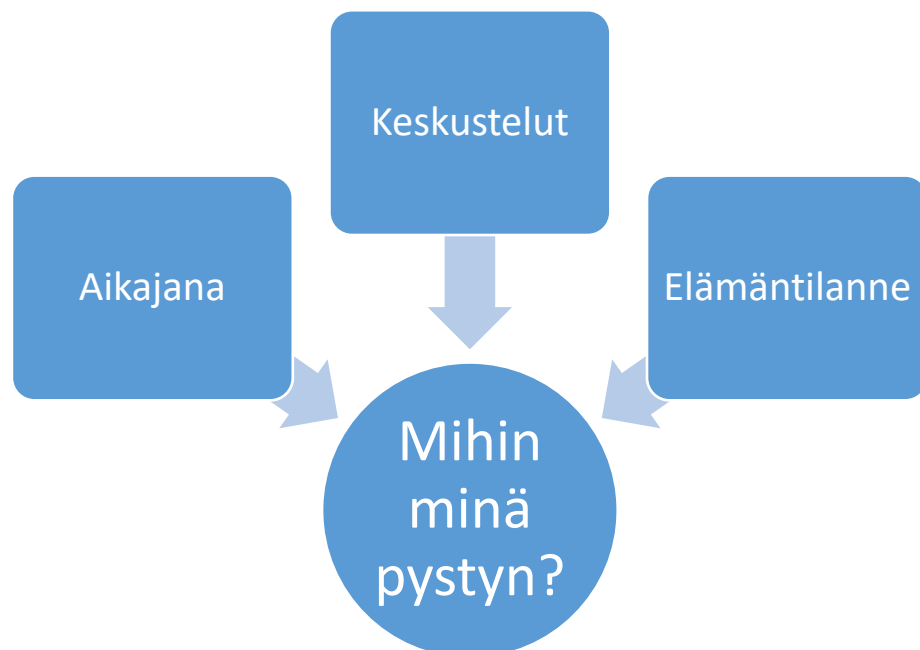 Keskustelut
Aikajana
Elämäntilanne
Mihin
minä
pystyn?